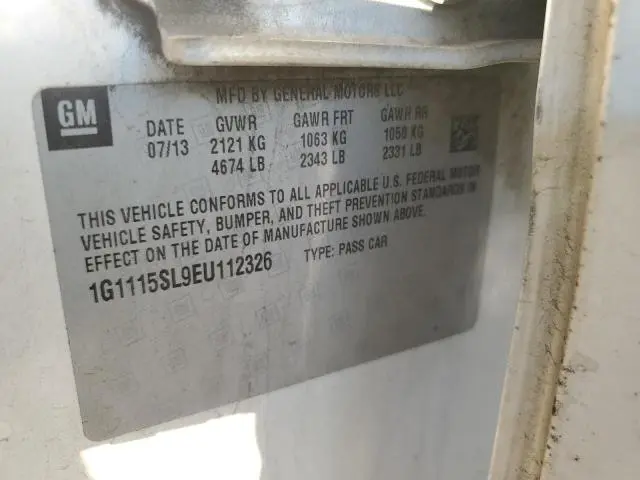 GM
MFD BY GENERAL MOTORS LLC
DATE GVWR GAWR FRT GAWR RR
07/13 2121 KG 1063 KG 1058 KG
4674 LB 2343 LB 2331 LB
THIS VEHICLE CONFORMS TO ALL APPLICABLE U.S. FEDERAL MOTOR
VEHICLE SAFETY, BUMPER, AND THEFT PREVENTION STANDARDS IN
EFFECT ON THE DATE OF MANUFACTURE SHOWN ABOVE.
1G1115SL9EU112326 TYPE: PASS CAR